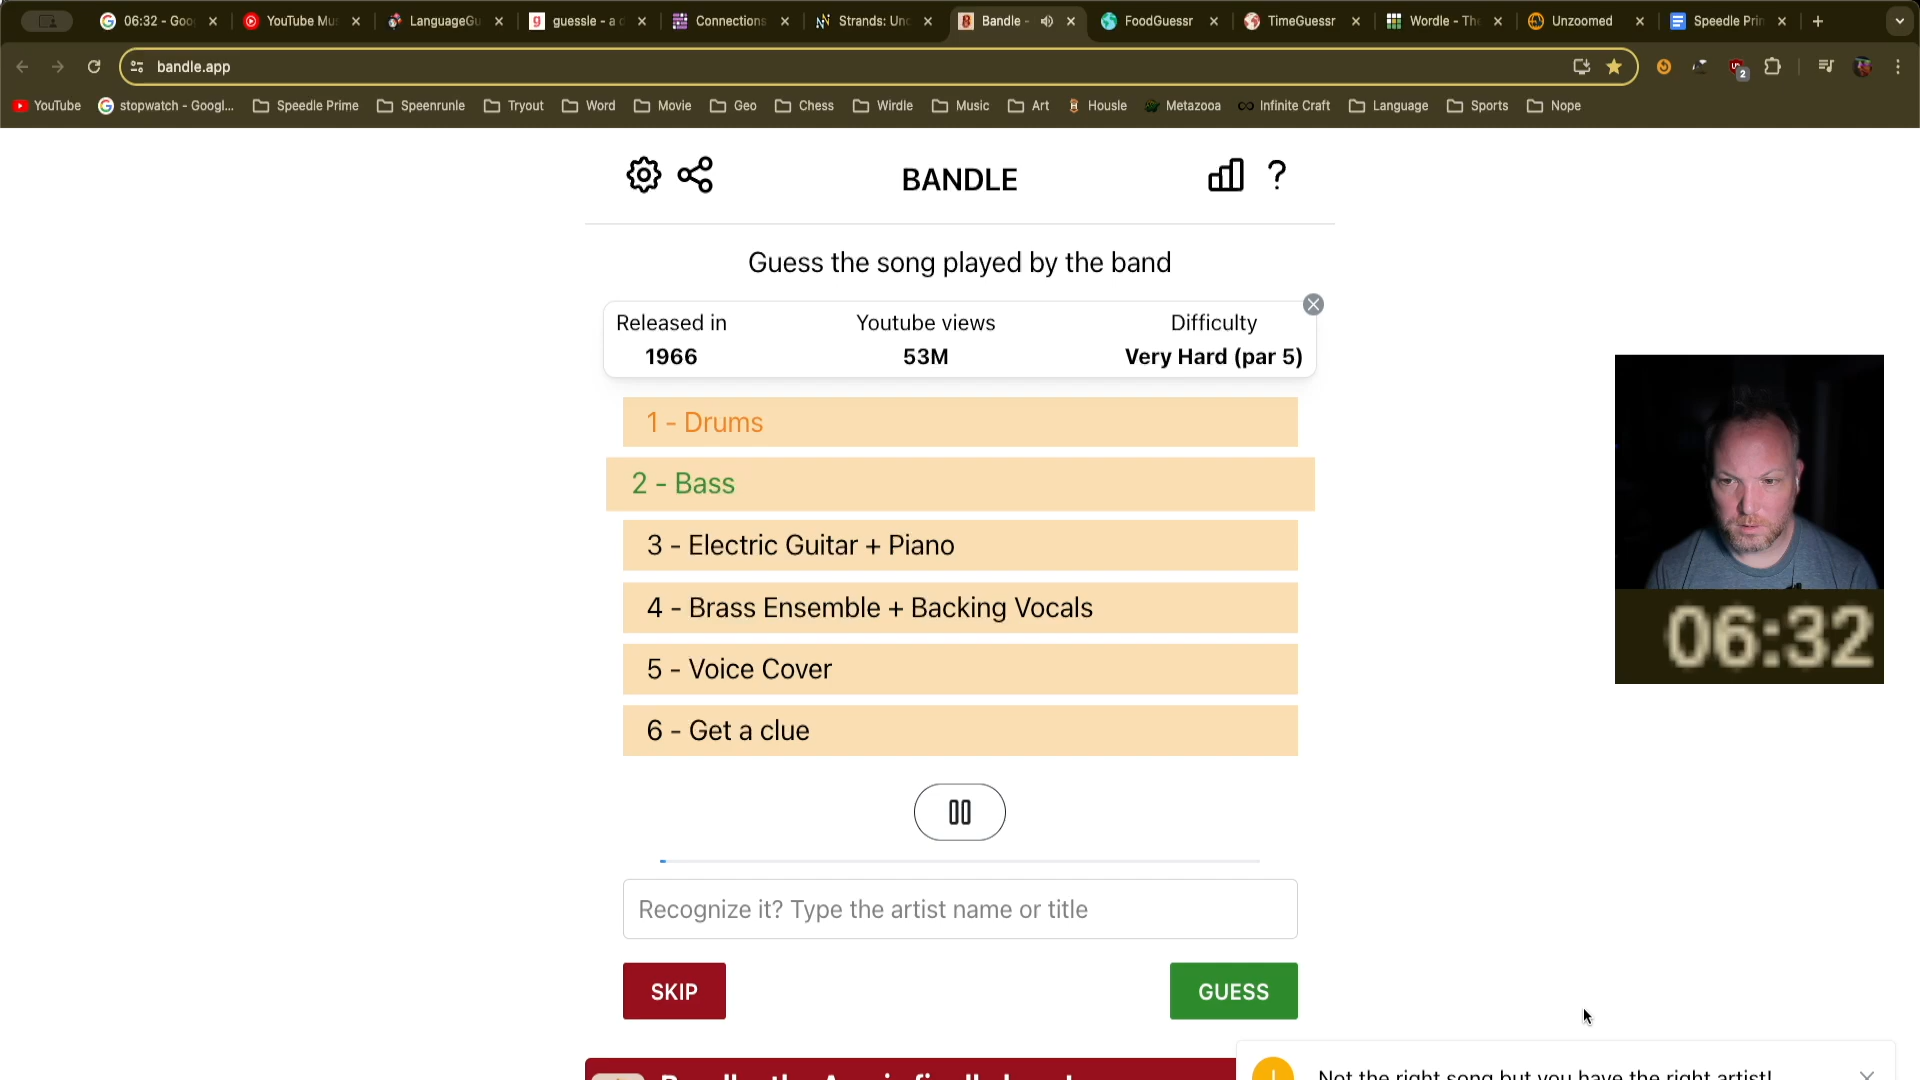 06:32 - Goo
YouTube Mu
LanguageGu
guessle - a d
Connections
Strands: Unc
Bandle -
FoodGuessr
TimeGuessr
Wordle - The
Unzoomed
Speedle Prin
bandle.app
2
YouTube
stopwatch - Googl...
Speedle Prime
Speenrunle
Tryout
Word
Movie
Geo
Chess
Wirdle
Music
Art
Housle
Metazooa
Infinite Craft
Language
Sports
Nope
BANDLE
?
Guess the song played by the band
Released in
1966
Youtube views
53M
Difficulty
Very Hard (par 5)
1 - Drums
2 - Bass
3 - Electric Guitar + Piano
4 - Brass Ensemble + Backing Vocals
5 - Voice Cover
6 - Get a clue
Recognize it? Type the artist name or title
SKIP
GUESS
06:32
Not the right song but you have the right artist!